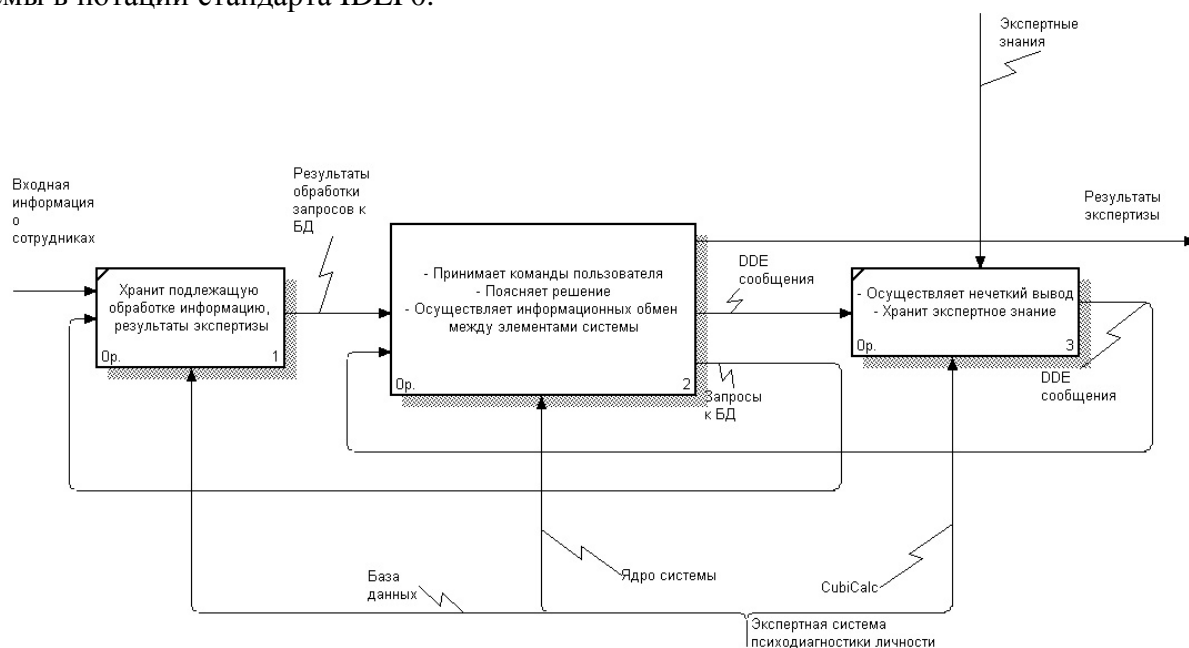 мы в нотации стандарта IDEF0.
Экспертные
знания
Входная
информация
о
сотрудниках
Результаты
обработки
запросов к
БД
Результаты
экспертизы
Хранит подлежащую
обработке информацию,
результаты экспертизы
0р.
1
- Принимает команды пользователя
- Поясняет решение
- Осуществляет информационных обмен
между элементами системы
0р.
2
DDE
сообщения
- Осуществляет нечеткий вывод
- Хранит экспертное знание
0р.
3
Запросы
к БД
DDE
сообщения
База
данных
Ядро системы
CubiCalc
Экспертная система
психодиагностики личности